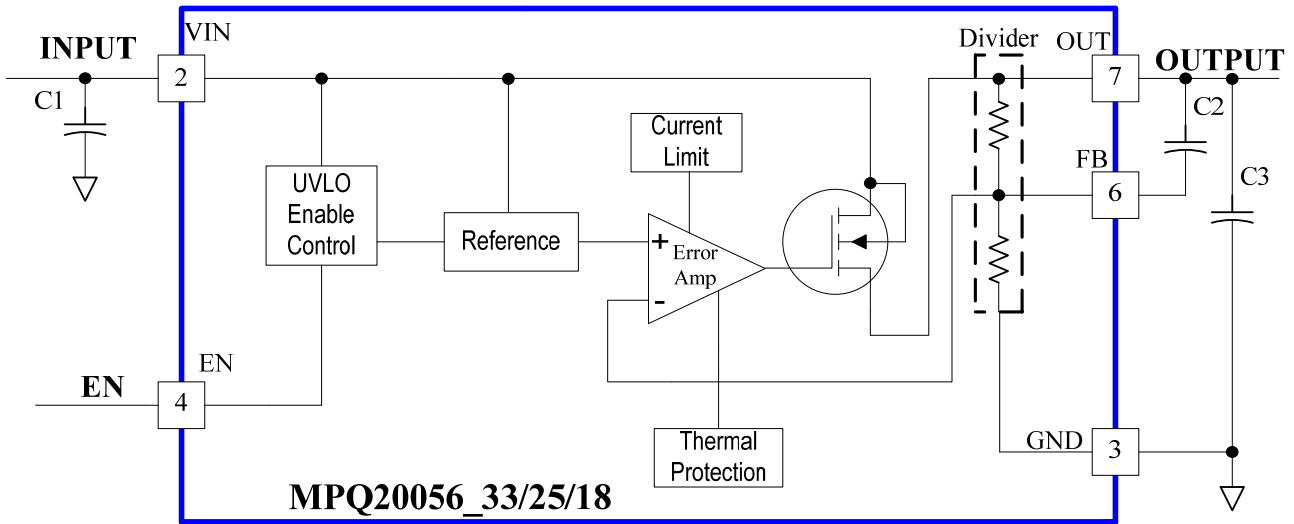 INPUT
VIN
2
C1
Divider
OUT
7
OUTPUT
C2
Current
Limit
FB
6
C3
UVLO
Enable
Control
Reference
+
Error
Amp
-
EN
EN
4
GND
3
Thermal
Protection
MPQ20056_33/25/18